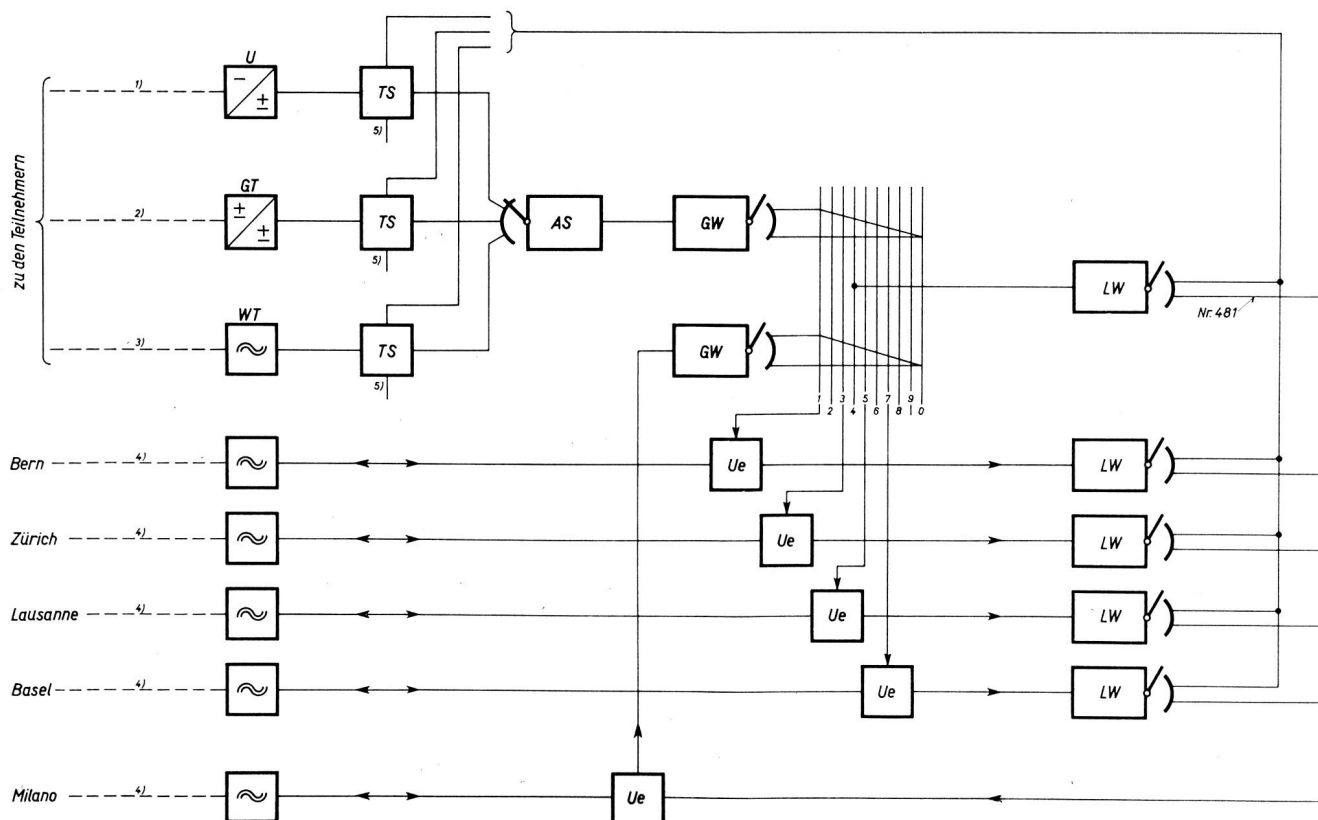 U
1)
− ±
TS
5)
zu den Teilnehmern
GT
2)
± ±
TS
5)
AS
GW
LW
Nr. 481
WT
3)
TS
5)
GW
1 2 3 4 5 6 7 8 9 0
Bern 4) Ue LW
Zürich 4) Ue LW
Lausanne 4) Ue LW
Basel 4) Ue LW
Milano 4) Ue